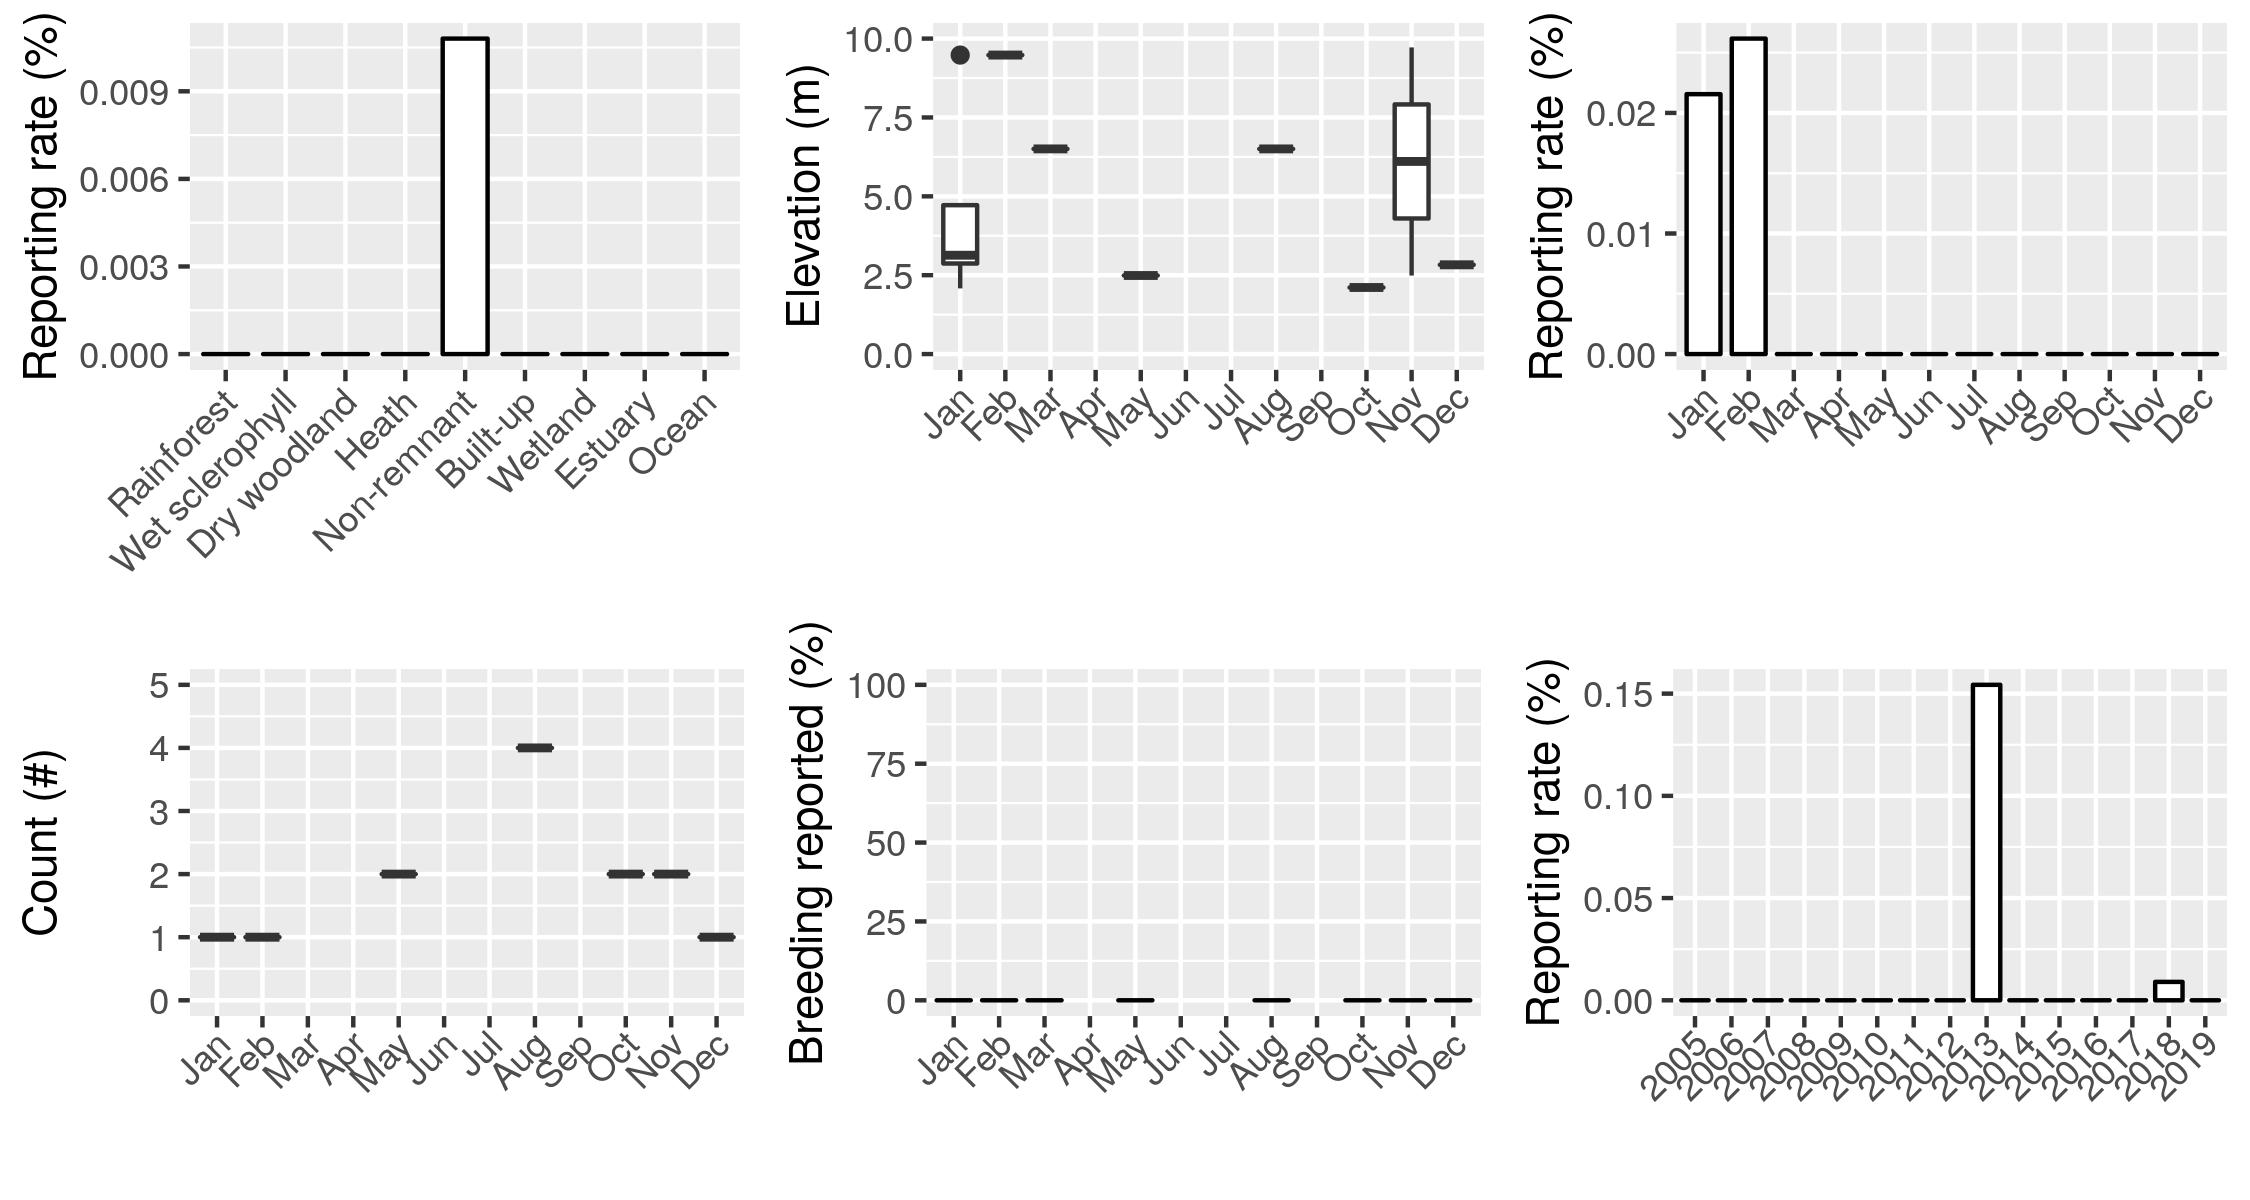 Reporting rate (%)
0.009
0.006
0.003
0.000
Rainforest
Wet sclerophyll
Dry woodland
Heath
Non-remnant
Built-up
Wetland
Estuary
Ocean
Elevation (m)
10.0
7.5
5.0
2.5
0.0
Jan
Feb
Mar
Apr
May
Jun
Jul
Aug
Sep
Oct
Nov
Dec
Reporting rate (%)
0.02
0.01
0.00
Jan
Feb
Mar
Apr
May
Jun
Jul
Aug
Sep
Oct
Nov
Dec
Count (#)
5
4
3
2
1
0
Jan
Feb
Mar
Apr
May
Jun
Jul
Aug
Sep
Oct
Nov
Dec
Breeding reported (%)
100
75
50
25
0
Jan
Feb
Mar
Apr
May
Jun
Jul
Aug
Sep
Oct
Nov
Dec
Reporting rate (%)
0.15
0.10
0.05
0.00
2005
2006
2007
2008
2009
2010
2011
2012
2013
2014
2015
2016
2017
2018
2019